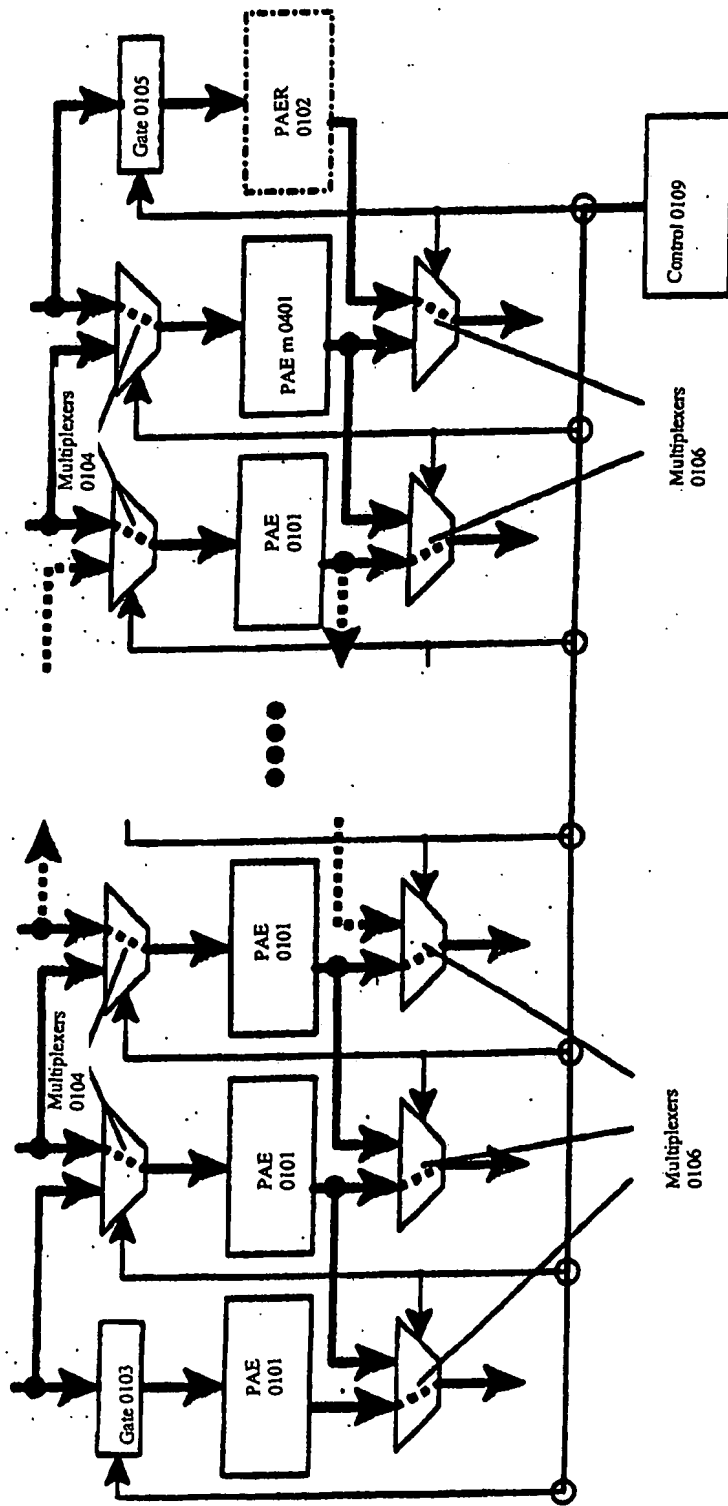 Gate 0103
PAE
0101
Multiplexers
0104
PAE
0101
PAE
0101
Multiplexers
0106
Multiplexers
0104
PAE
0101
PAE m 0401
Gate 0105
PAER
0102
Multiplexers
0106
Control 0109